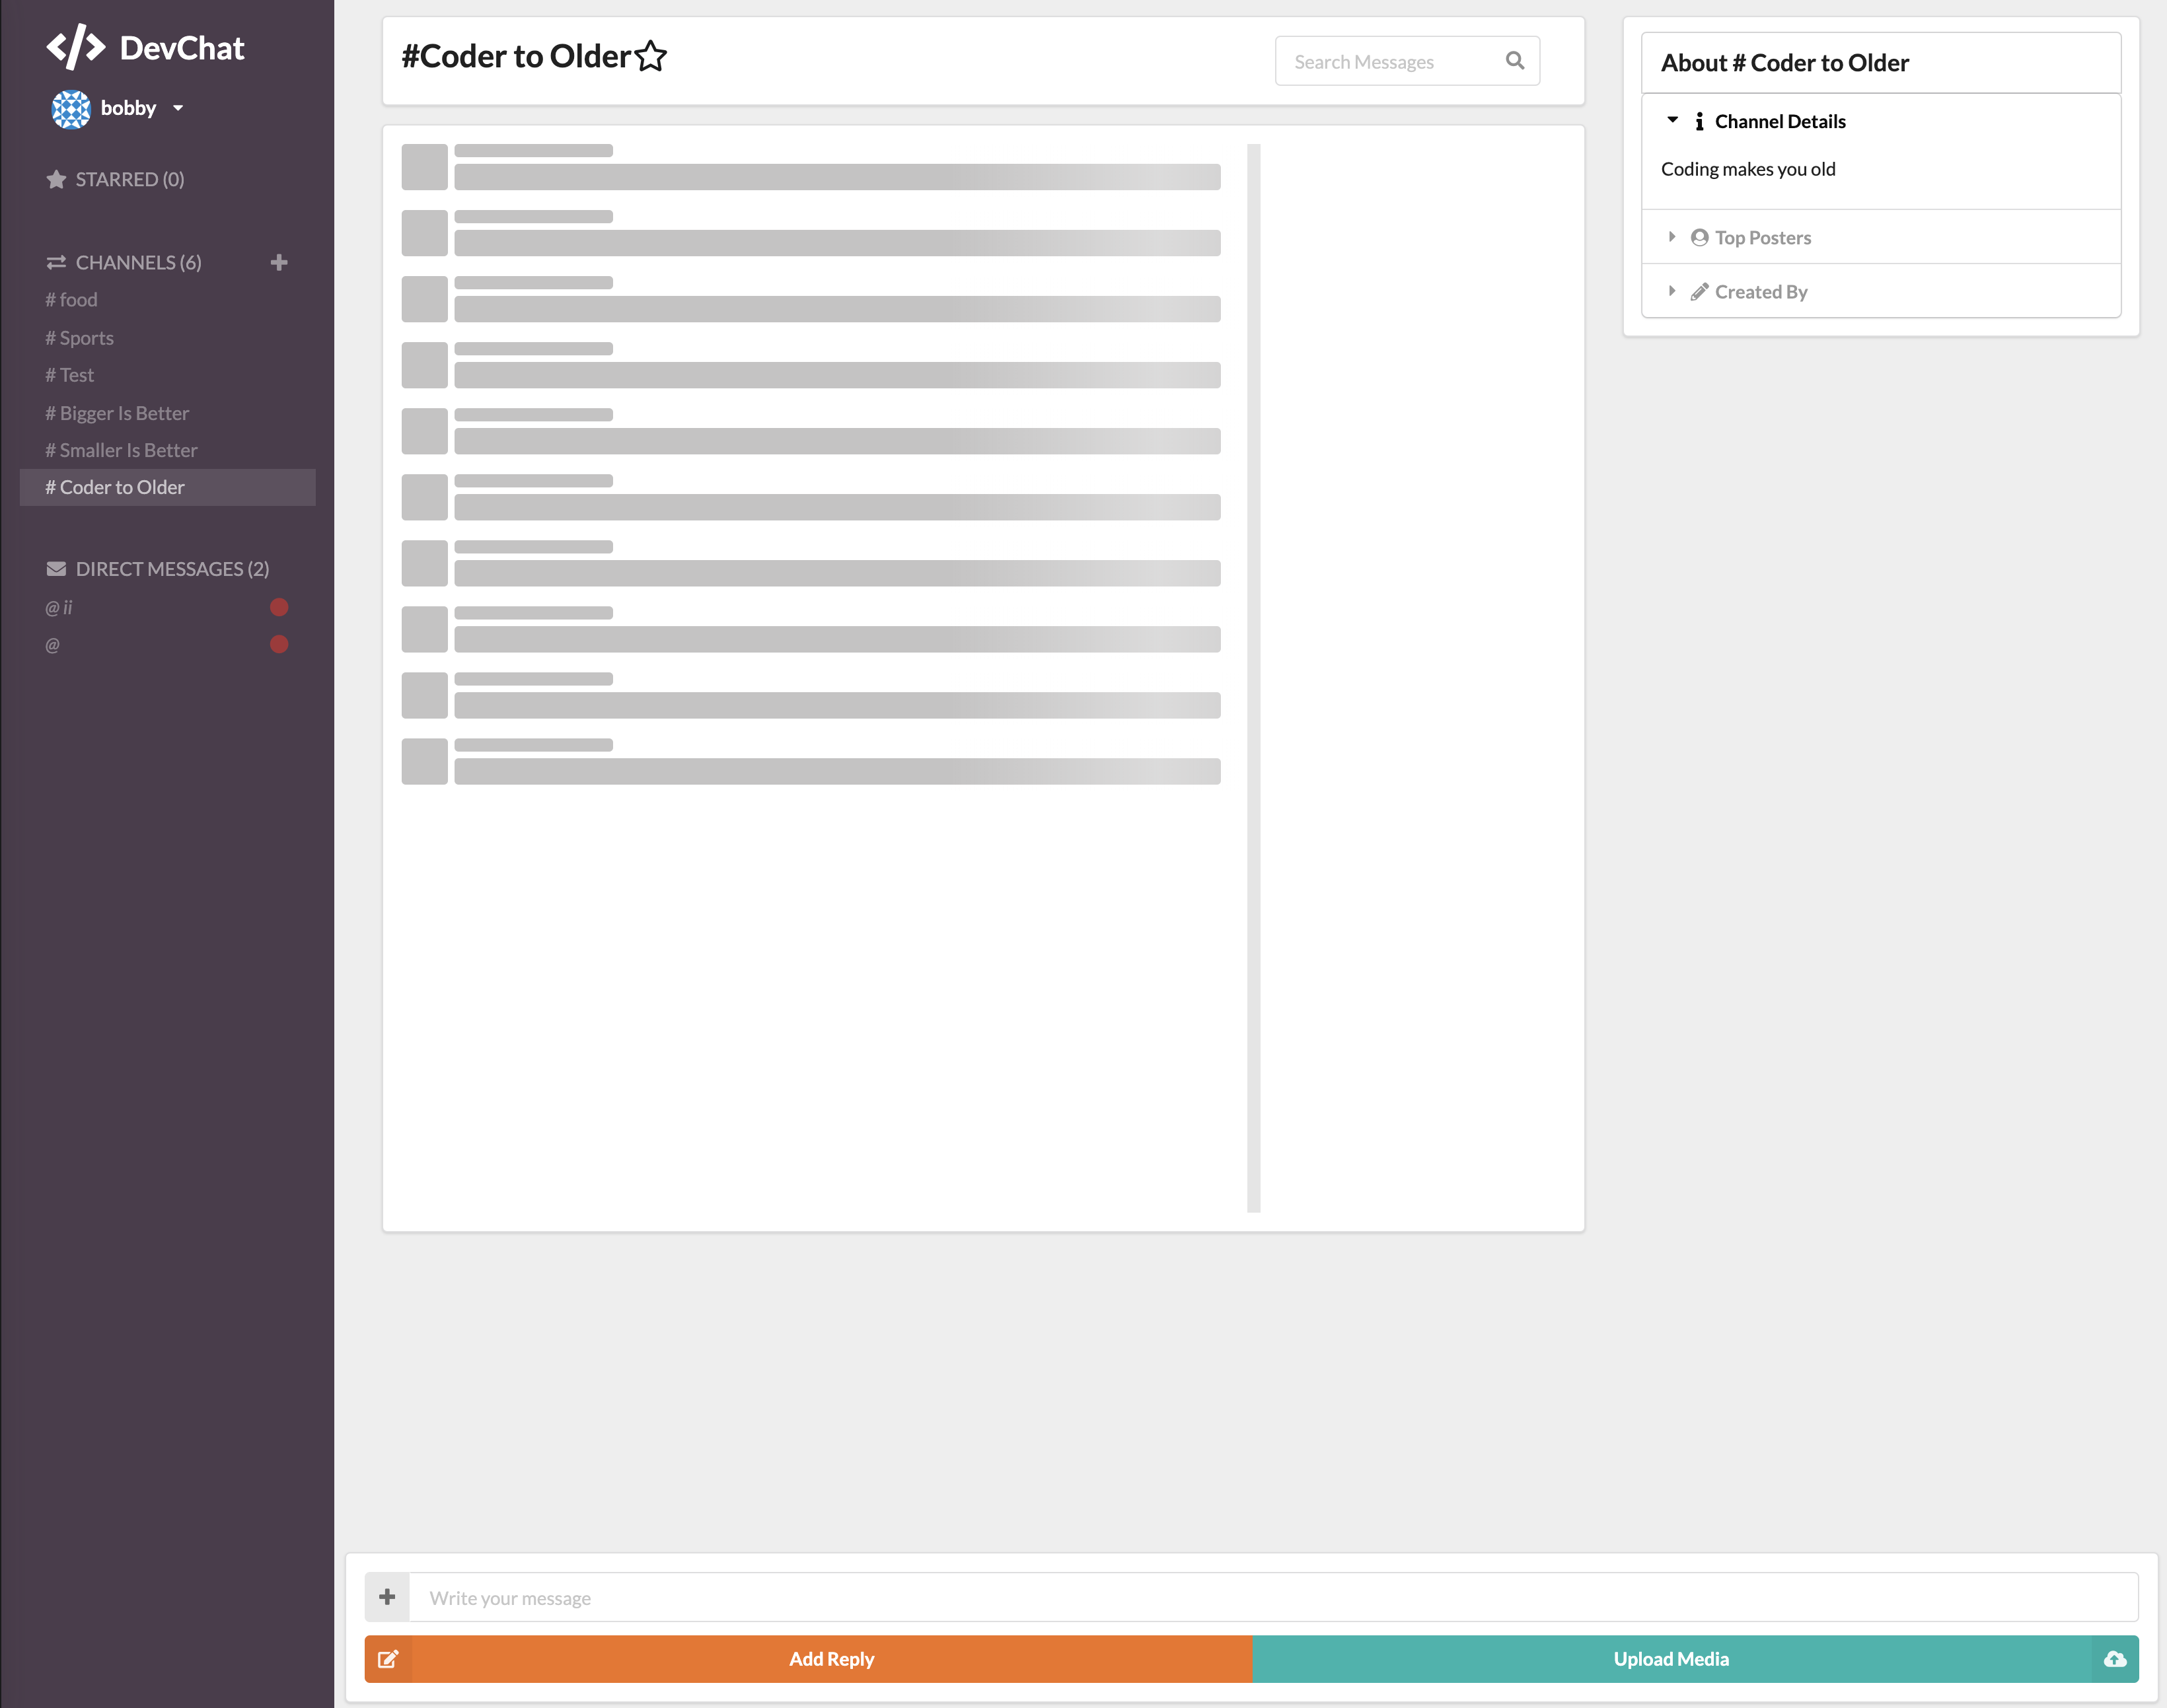 DevChat
bobby
STARRED (0)
CHANNELS (6)
# food
# Sports
# Test
# Bigger Is Better
# Smaller Is Better
# Coder to Older
DIRECT MESSAGES (2)
@ ii
@
#Coder to Older
Search Messages
About # Coder to Older
Channel Details
Coding makes you old
Top Posters
Created By
Write your message
Add Reply
Upload Media